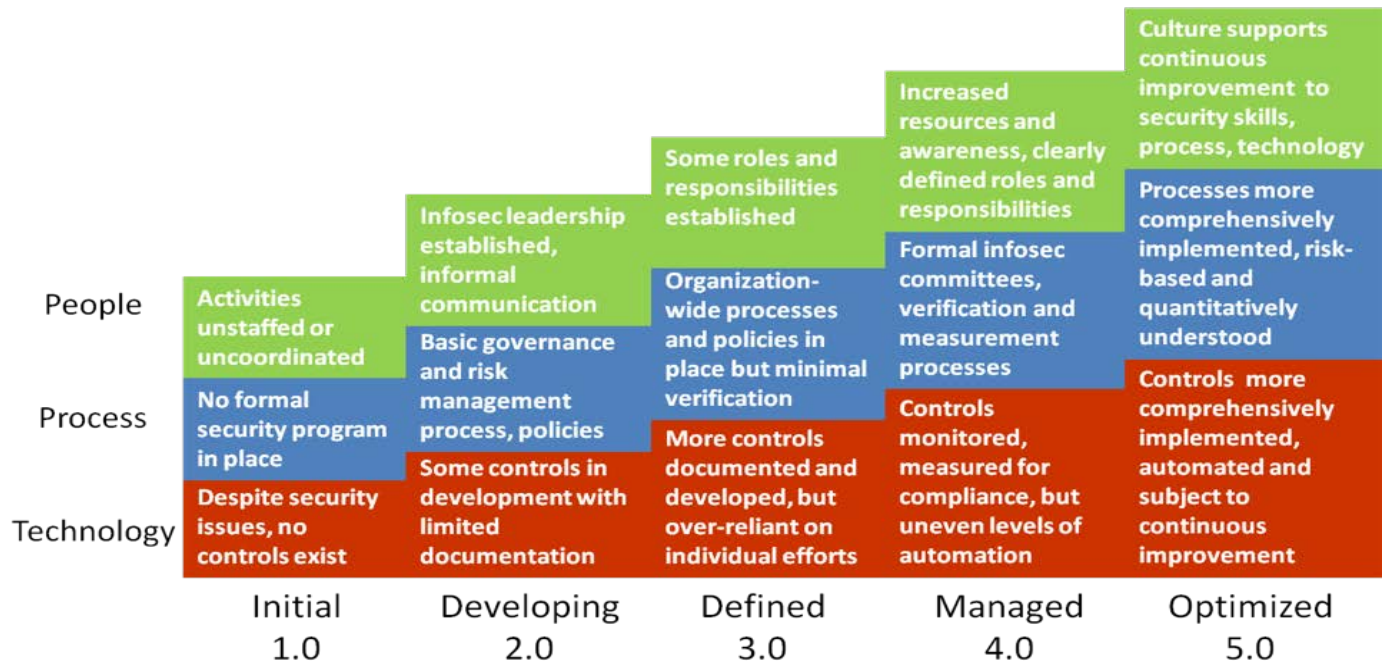 People
Process
Technology
Activities
unstaffed or
uncoordinated
No formal
security program
in place
Despite security
issues, no
controls exist
Initial
1.0
Infosec leadership
established,
informal
communication
Basic governance
and risk
management
process, policies
Some controls in
development with
limited
documentation
Developing
2.0
Some roles and
responsibilities
established
Organization-
wide processes
and policies in
place but minimal
verification
More controls
documented and
developed, but
over-reliant on
individual efforts
Defined
3.0
Increased
resources and
awareness, clearly
defined roles and
responsibilities
Formal infosec
committees,
verification and
measurement
processes
Controls
monitored,
measured for
compliance, but
uneven levels of
automation
Managed
4.0
Culture supports
continuous
improvement to
security skills,
process, technology
Processes more
comprehensively
implemented, risk-
based and
quantitatively
understood
Controls more
comprehensively
implemented,
automated and
subject to
continuous
improvement
Optimized
5.0